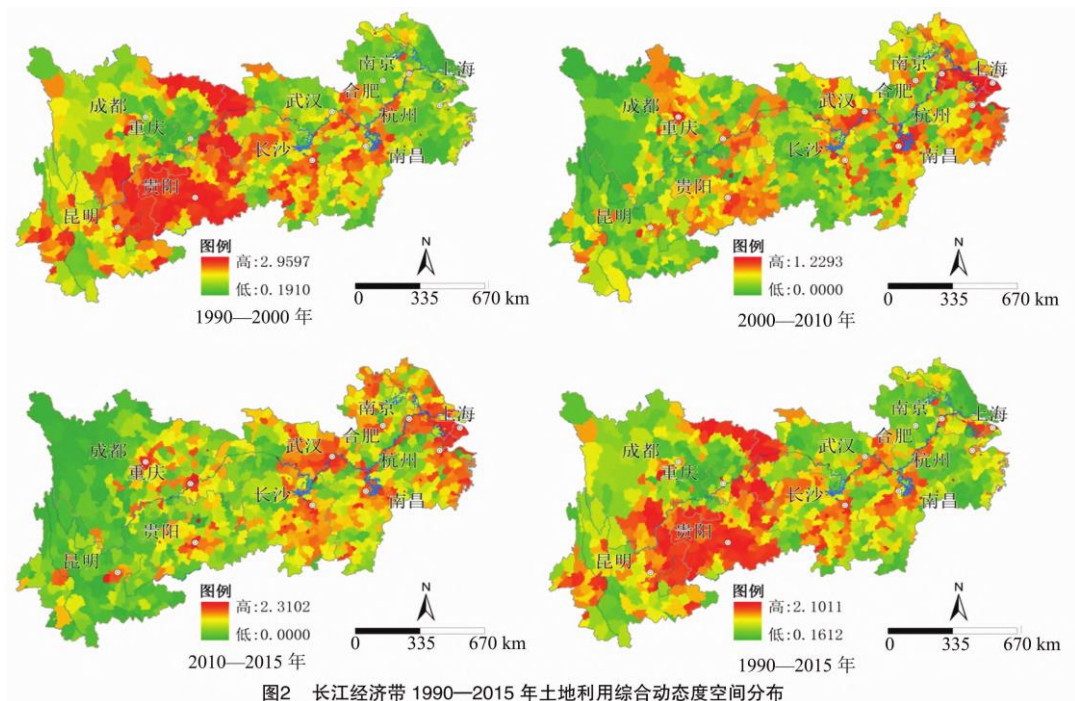 南京
上海
合肥
武汉
杭州
成都
重庆
长沙
南昌
贵阳
昆明
图例
高:2.9597
低:0.1910
N
0 335 670 km
1990—2000 年
南京
上海
合肥
武汉
杭州
成都
重庆
长沙
南昌
贵阳
昆明
图例
高:1.2293
低:0.0000
N
0 335 670 km
2000—2010 年
南京
上海
武汉
合肥
成都
杭州
重庆
长沙
南昌
贵阳
昆明
图例
高:2.3102
低:0.0000
N
0 335 670 km
2010—2015 年
南京
上海
武汉
合肥
成都
杭州
重庆
长沙
南昌
贵阳
昆明
图例
高:2.1011
低:0.1612
N
0 335 670 km
1990—2015 年
图2 长江经济带 1990—2015 年土地利用综合动态度空间分布